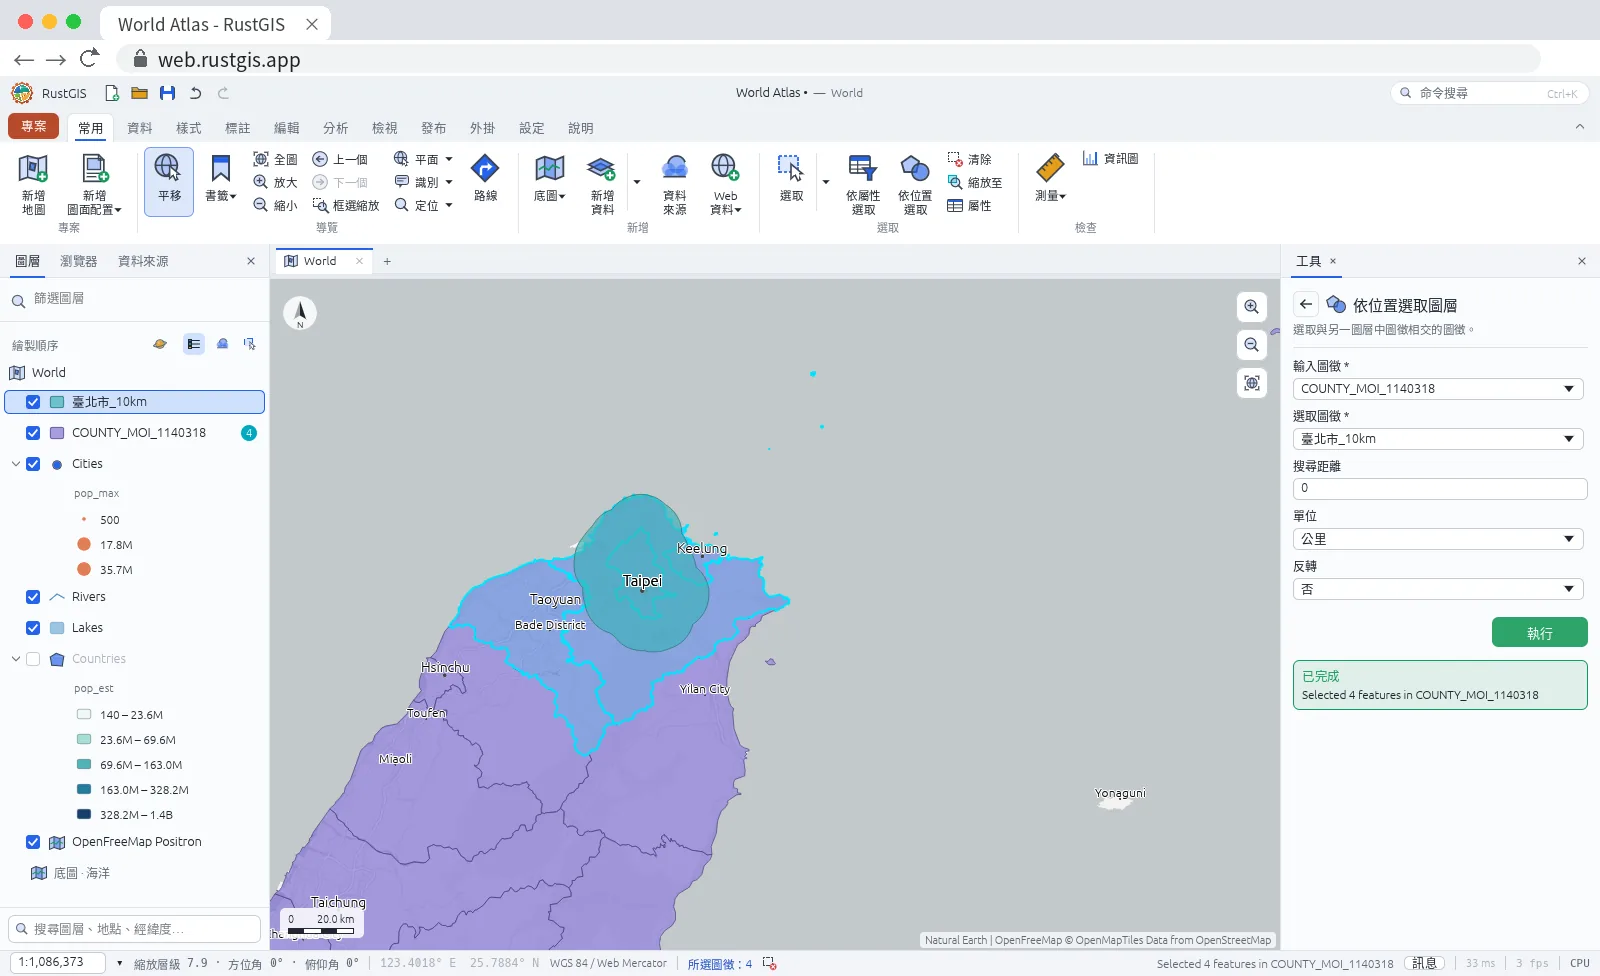 World Atlas - RustGIS
web.rustgis.app
RustGIS
World Atlas • — World
命令搜尋 Ctrl+K
專案 常用 資料 樣式 標註 編輯 分析 檢視 發布 外掛 設定 說明
新增地圖
新增圖面配置
專案
平移
書籤
全圖
放大
縮小
上一個
下一個
框選縮放
平面
識別
定位
路線
導覽
底圖
新增資料
資料來源
Web 資料
新增
選取
依屬性選取
依位置選取
清除
縮放至
屬性
選取
測量
資訊圖
檢查
圖層 瀏覽器 資料來源
篩選圖層
繪製順序
World
臺北市_10km
COUNTY_MOI_1140318 4
Cities
pop_max
500
17.8M
35.7M
Rivers
Lakes
Countries
pop_est
140 – 23.6M
23.6M – 69.6M
69.6M – 163.0M
163.0M – 328.2M
328.2M – 1.4B
OpenFreeMap Positron
底圖 · 海洋
搜尋圖層、地點、經緯度…
World
N
Keelung
Taipei
Taoyuan
Bade District
Hsinchu
Yilan City
Toufen
Miaoli
Yonaguni
Taichung
0 20.0 km
Natural Earth | OpenFreeMap © OpenMapTiles Data from OpenStreetMap
工具
依位置選取圖層
選取與另一圖層中圖徵相交的圖徵。
輸入圖徵 *
COUNTY_MOI_1140318
選取圖徵 *
臺北市_10km
搜尋距離
0
單位
公里
反轉
否
執行
已完成
Selected 4 features in COUNTY_MOI_1140318
1:1,086,373 縮放層級 7.9 · 方位角 0° · 俯仰角 0° 123.4018° E 25.7884° N WGS 84 / Web Mercator 所選圖徵：4 Selected 4 features in COUNTY_MOI_1140318 訊息 33 ms 3 fps CPU